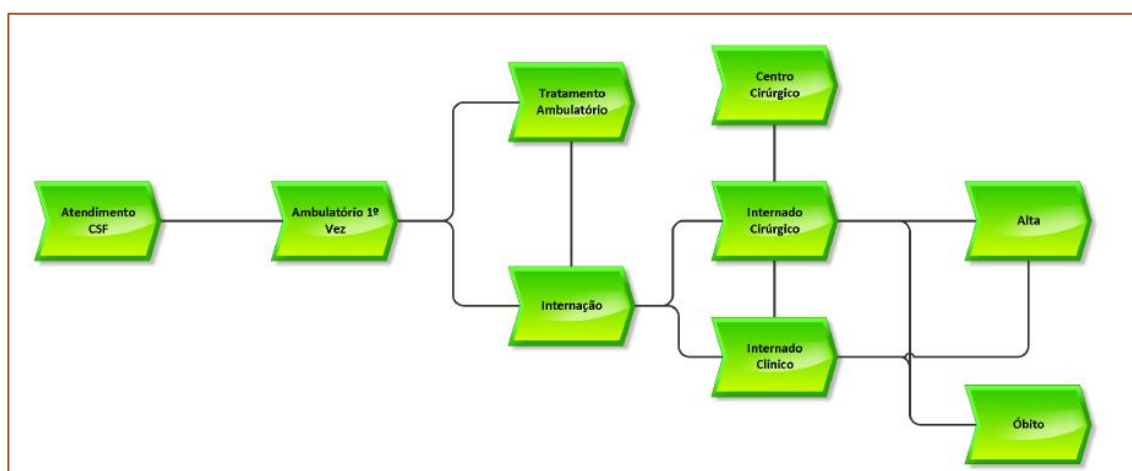 Atendimento
CSF
Ambulatório 1º
Vez
Tratamento
Ambulatório
Internação
Centro
Cirúrgico
Internado
Cirúrgico
Internado
Clínico
Alta
Óbito